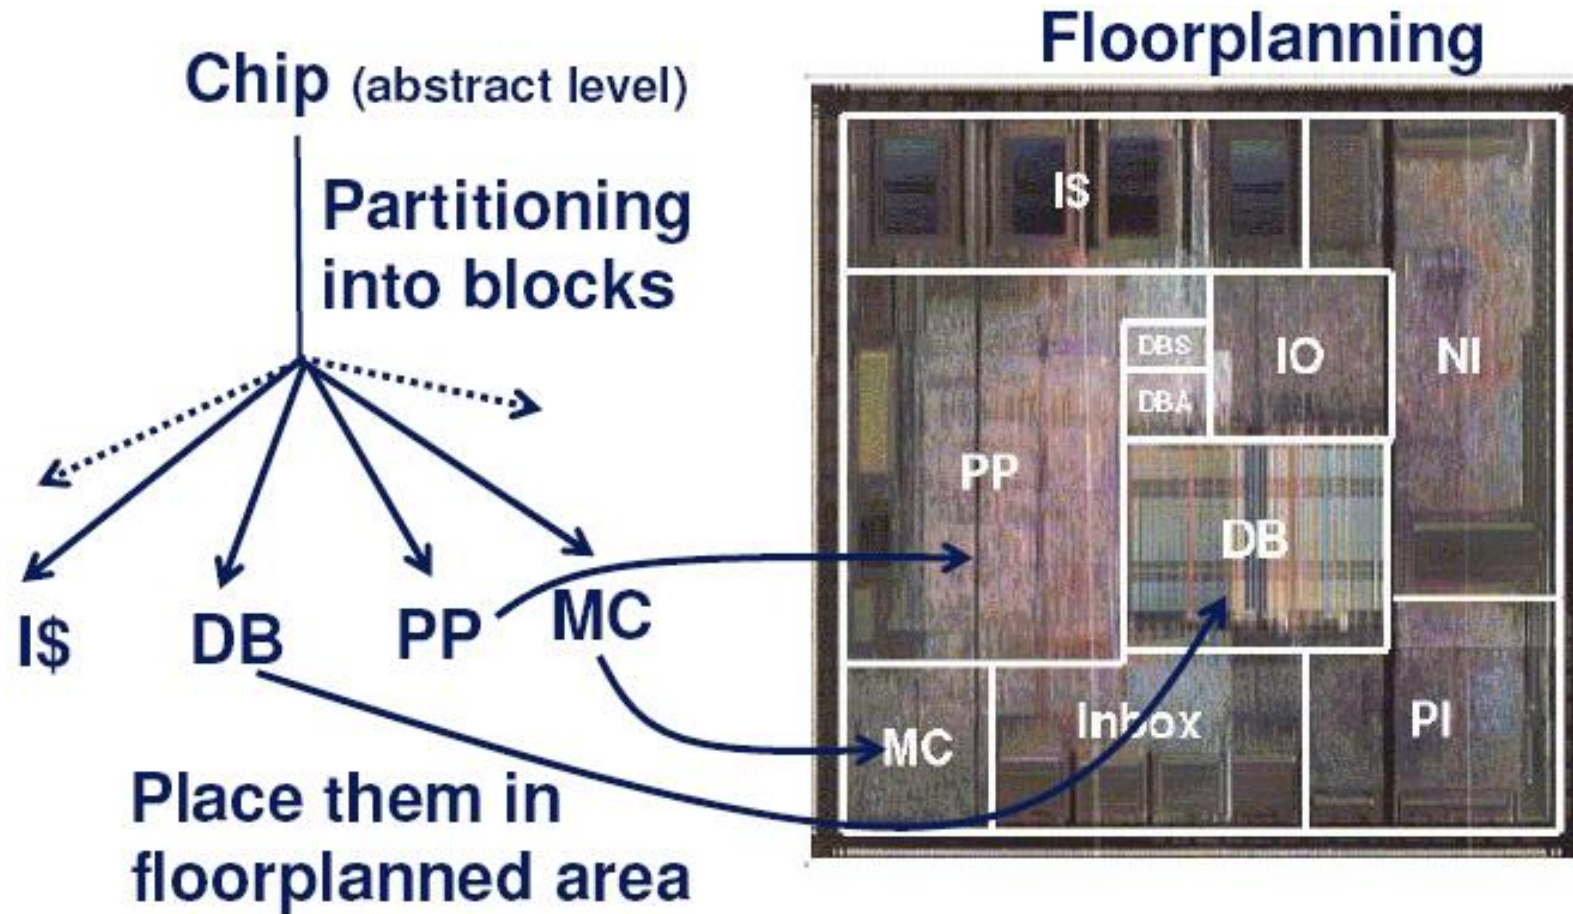 Floorplanning
Chip (abstract level)
Partitioning
into blocks
I$
DB
PP
MC
Place them in
floorplanned area
I$
DBS
DBA
IO
NI
PP
DB
MC
Inbox
PI